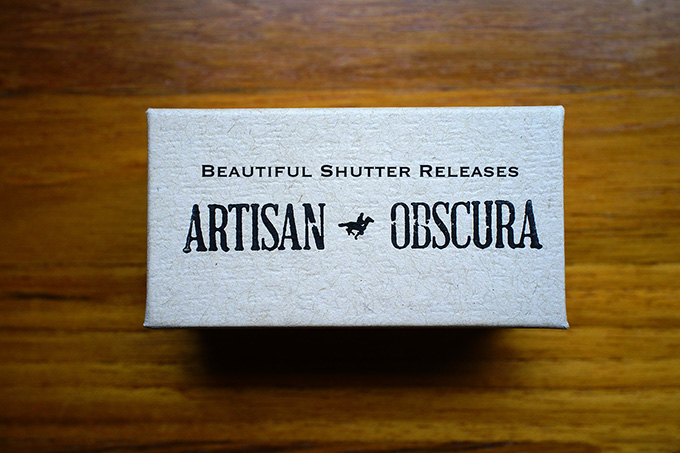 BEAUTIFUL SHUTTER RELEASES
ARTISAN OBSCURA